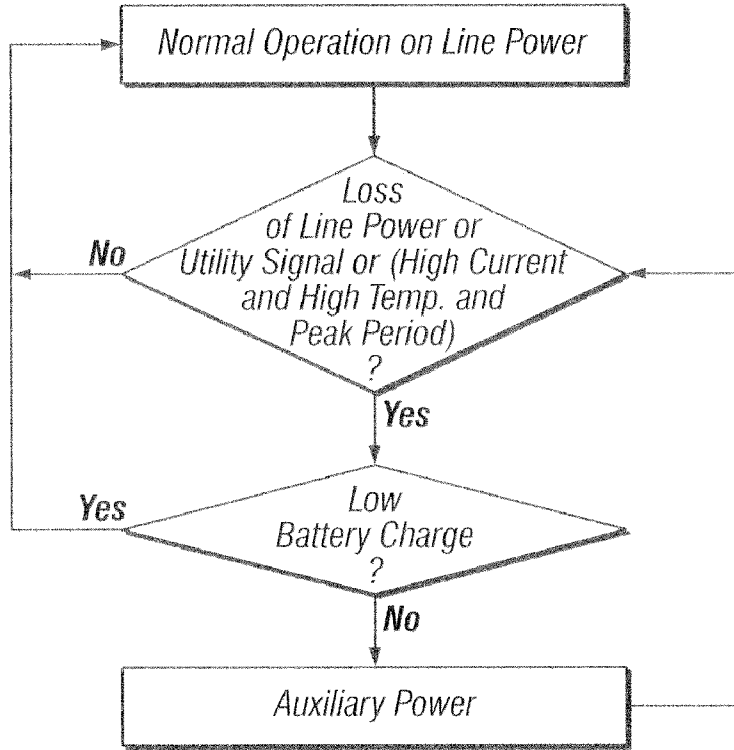 Normal Operation on Line Power
Loss
of Line Power or
Utility Signal or (High Current
and High Temp. and
Peak Period)
?
No
Yes
Low
Battery Charge
?
Yes
No
Auxiliary Power